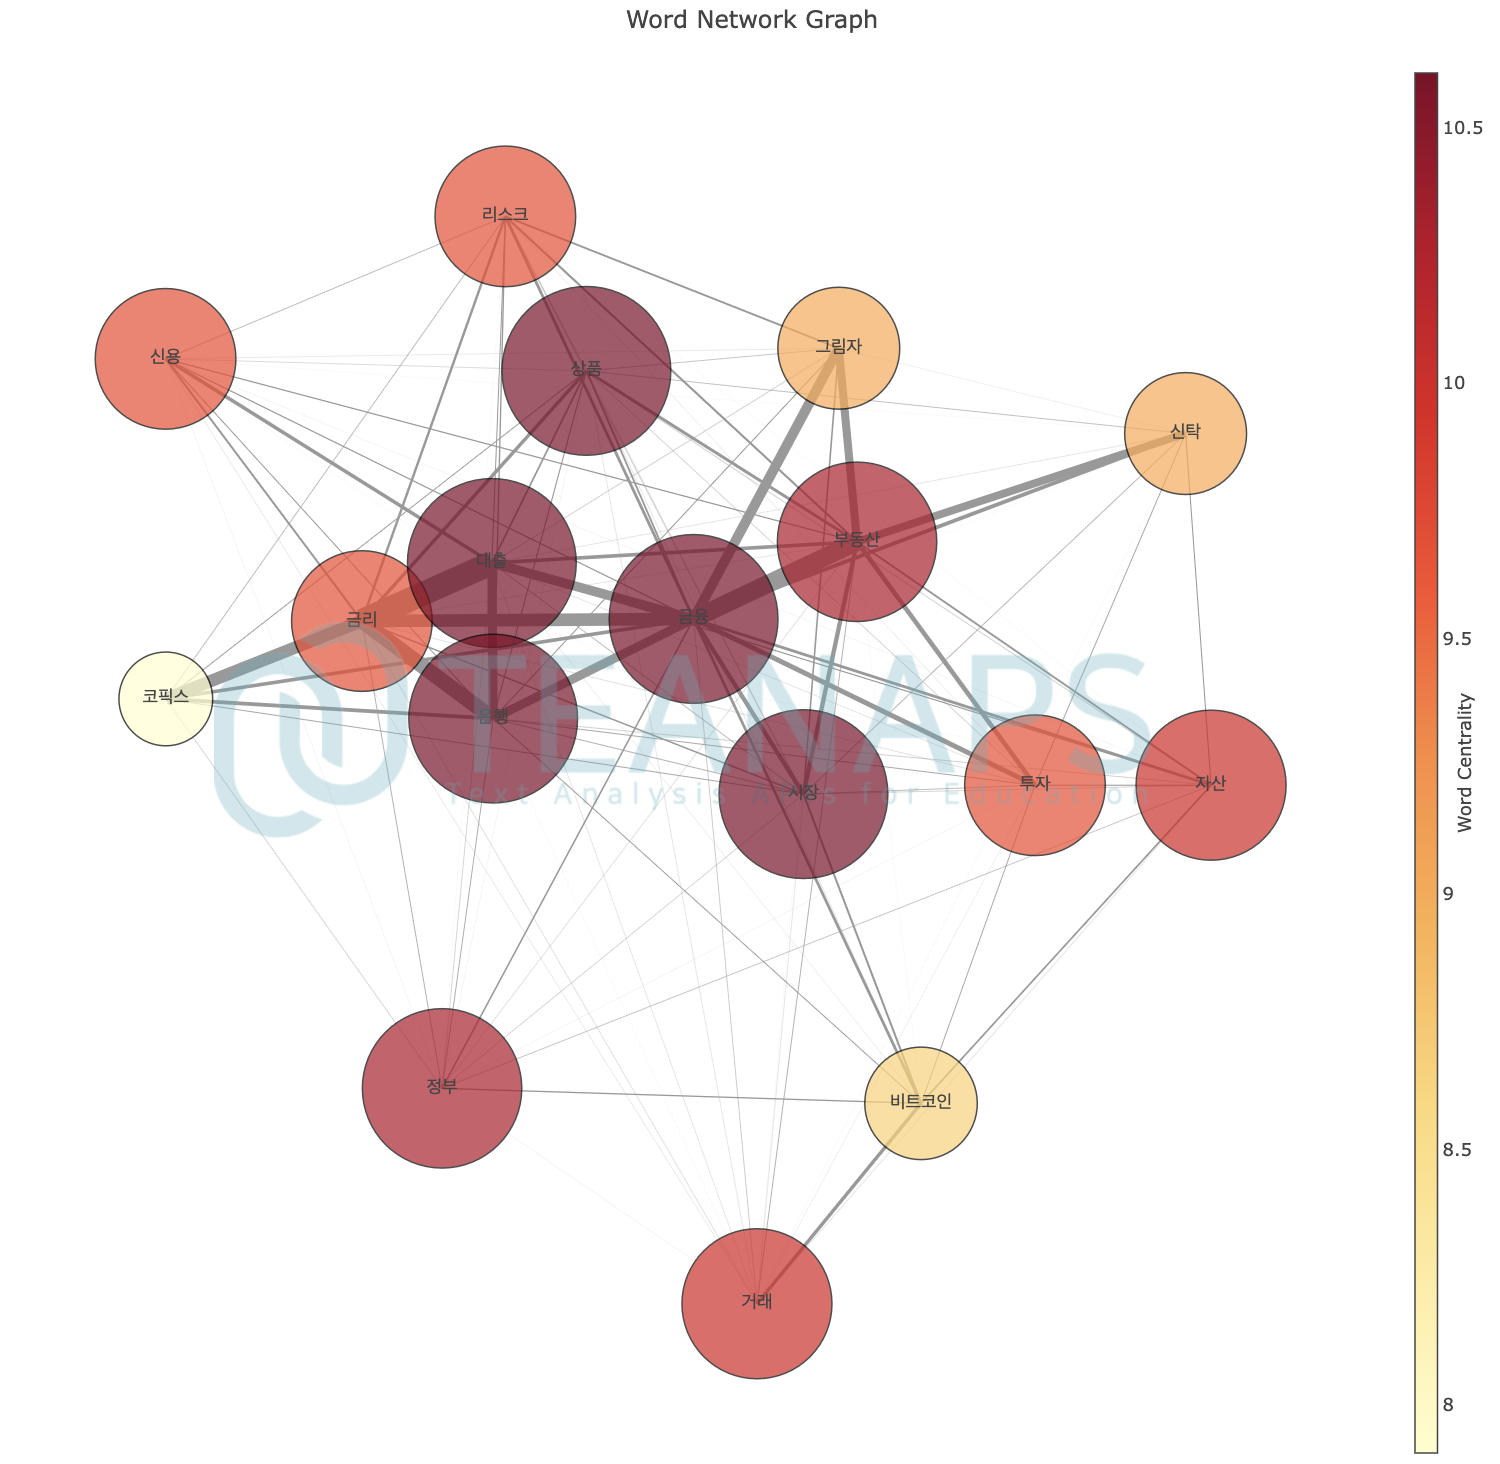 Word Network Graph
리스크
신용
상품
그림자
신탁
부동산
대출
금융
금리
코픽스
은행
TEANAPS
Text Analysis APIs for Education
시장
투자
자산
정부
비트코인
거래
10.5
10
9.5
9
8.5
8
Word Centrality